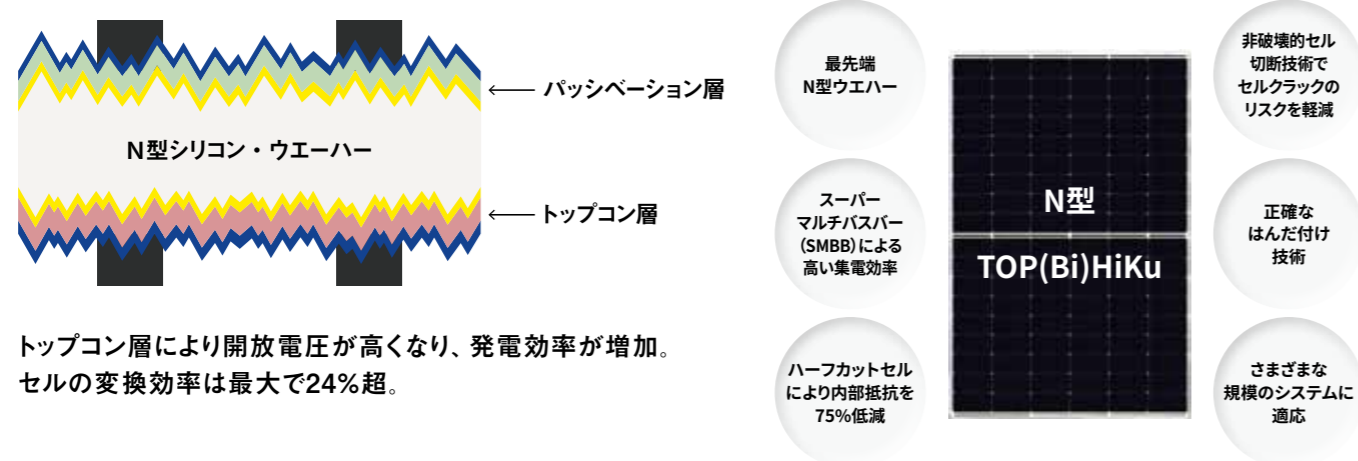 パッシベーション層
N型シリコン・ウエーハー
トップコン層
トップコン層により開放電圧が高くなり、発電効率が増加。
セルの変換効率は最大で24%超。
最先端
N型ウエハー
スーパー
マルチバスバー
（SMBB）による
高い集電効率
ハーフカットセル
により内部抵抗を
75%低減
N型
TOP(Bi)HiKu
非破壊的セル
切断技術で
セルクラックの
リスクを軽減
正確な
はんだ付け
技術
さまざまな
規模のシステムに
適応